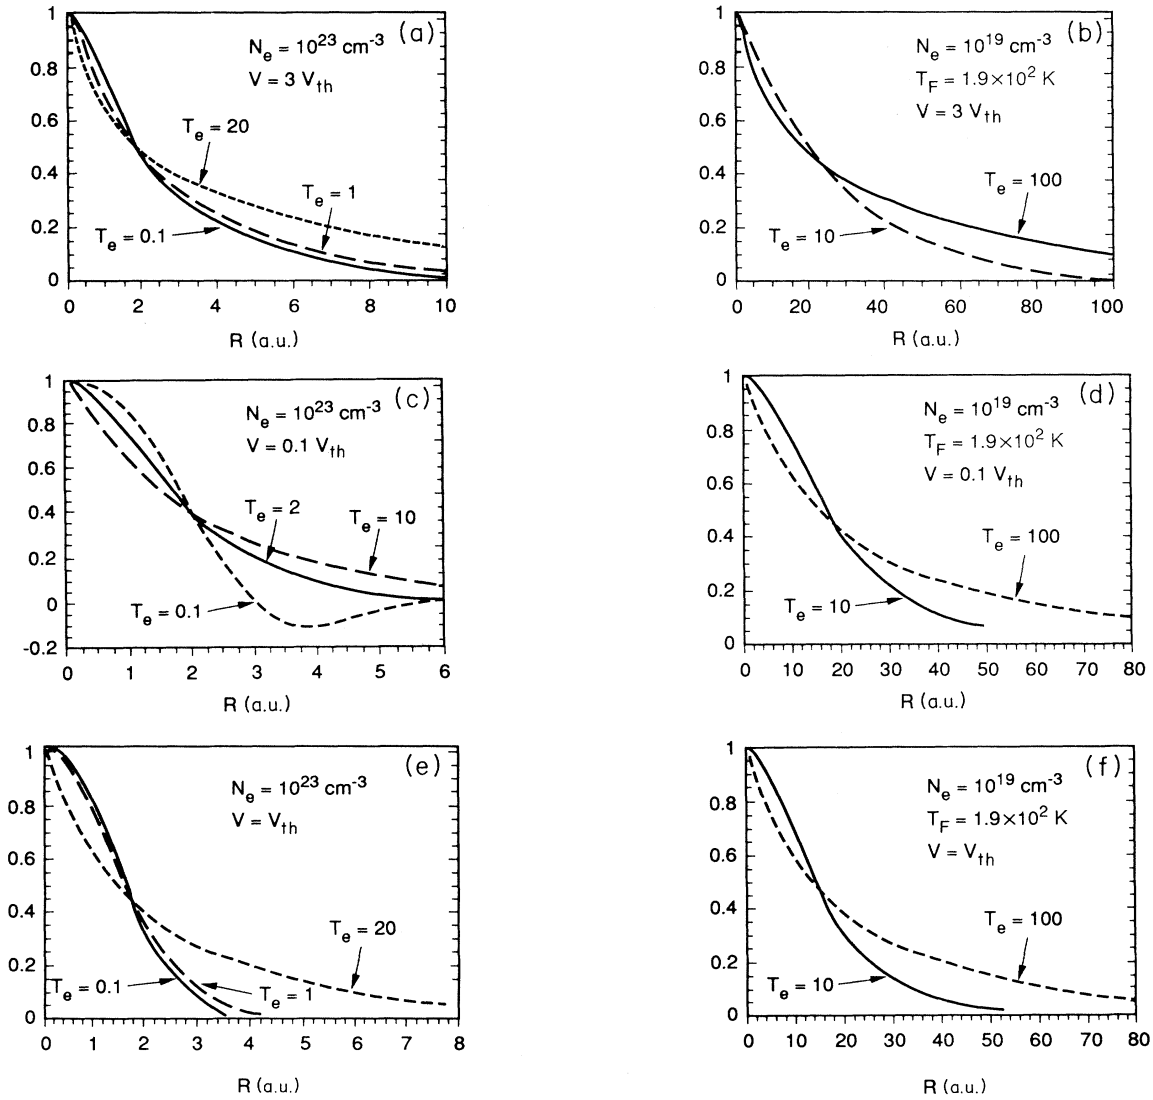 (a)
N_e = 10^23 cm^-3
V = 3 V_th
T_e = 20
T_e = 1
T_e = 0.1
1
0.8
0.6
0.4
0.2
0
0 2 4 6 8 10
R (a.u.)
(b)
N_e = 10^19 cm^-3
T_F = 1.9×10^2 K
V = 3 V_th
T_e = 100
T_e = 10
1
0.8
0.6
0.4
0.2
0
0 20 40 60 80 100
R (a.u.)
(c)
N_e = 10^23 cm^-3
V = 0.1 V_th
T_e = 2
T_e = 10
T_e = 0.1
1
0.8
0.6
0.4
0.2
0
-0.2
0 1 2 3 4 5 6
R (a.u.)
(d)
N_e = 10^19 cm^-3
T_F = 1.9×10^2 K
V = 0.1 V_th
T_e = 100
T_e = 10
1
0.8
0.6
0.4
0.2
0
0 10 20 30 40 50 60 70 80
R (a.u.)
(e)
N_e = 10^23 cm^-3
V = V_th
T_e = 20
T_e = 0.1
T_e = 1
1
0.8
0.6
0.4
0.2
0
0 1 2 3 4 5 6 7 8
R (a.u.)
(f)
N_e = 10^19 cm^-3
T_F = 1.9×10^2 K
V = V_th
T_e = 100
T_e = 10
1
0.8
0.6
0.4
0.2
0
0 10 20 30 40 50 60 70 80
R (a.u.)